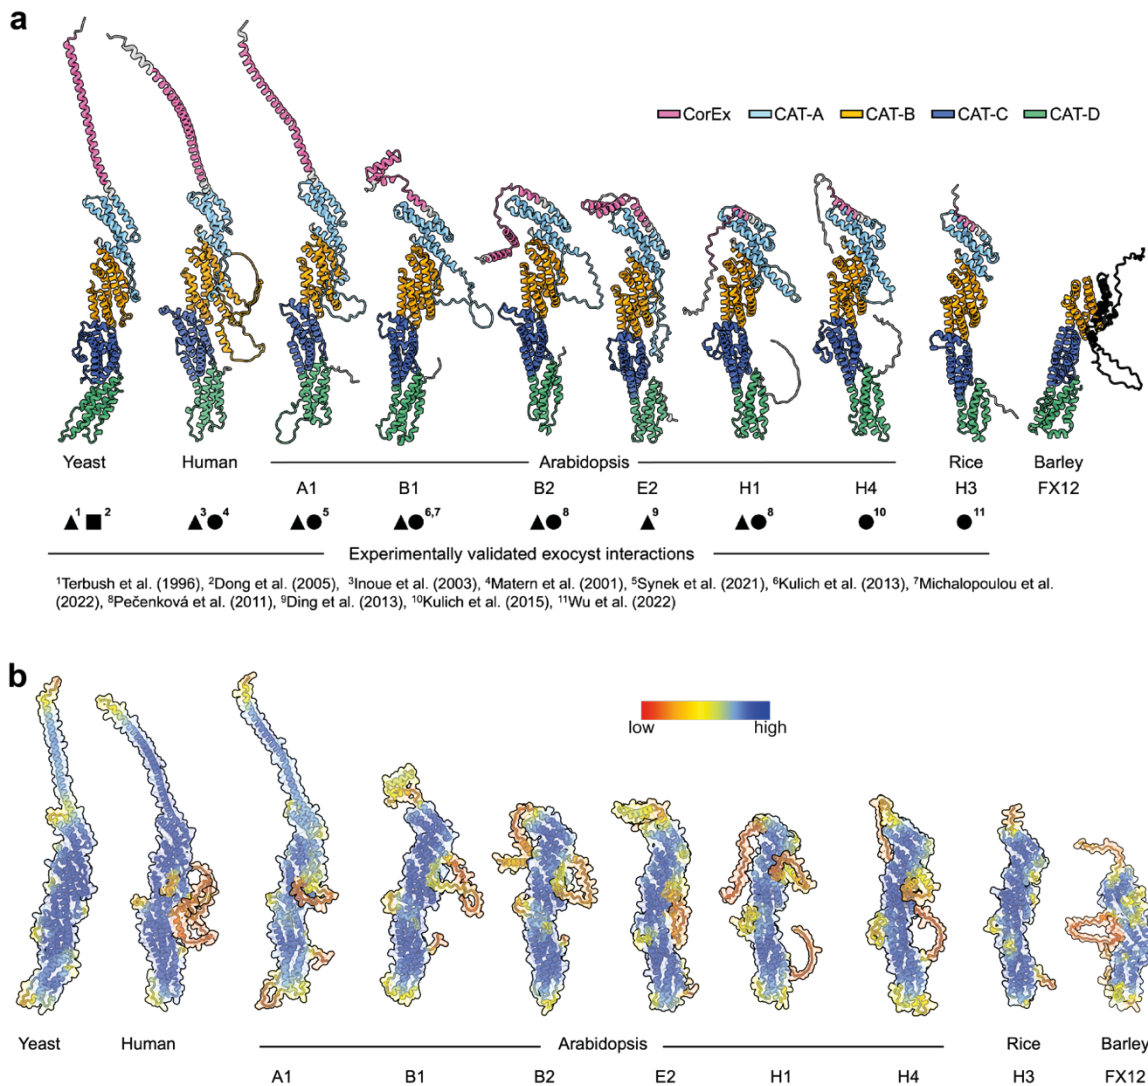 a
CorEx CAT-A CAT-B CAT-C CAT-D
Yeast Human Arabidopsis Rice Barley
A1 B1 B2 E2 H1 H4 H3 FX12
1 2 3 4 5 6,7 8 9 8 10 11
Experimentally validated exocyst interactions
1Terbush et al. (1996), 2Dong et al. (2005), 3Inoue et al. (2003), 4Matern et al. (2001), 5Synek et al. (2021), 6Kulich et al. (2013), 7Michalopoulou et al.
(2022), 8Pečenková et al. (2011), 9Ding et al. (2013), 10Kulich et al. (2015), 11Wu et al. (2022)
b
low high
Yeast Human Arabidopsis Rice Barley
A1 B1 B2 E2 H1 H4 H3 FX12